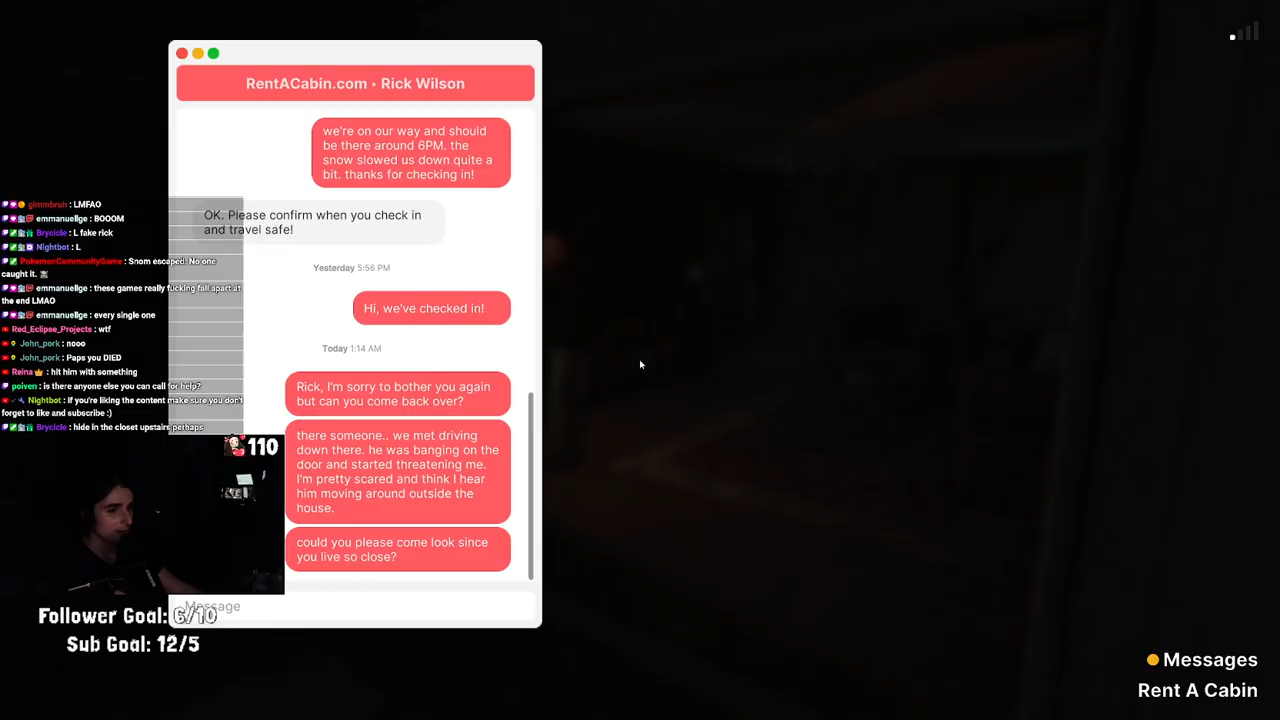 RentACabin.com ‣ Rick Wilson
we're on our way and should
be there around 6PM. the
snow slowed us down quite a
bit. thanks for checking in!
OK. Please confirm when you check in
and travel safe!
Yesterday 5:56 PM
Hi, we've checked in!
Today 1:14 AM
Rick, I'm sorry to bother you again
but can you come back over?
there someone.. we met driving
down there. he was banging on the
door and started threatening me.
I'm pretty scared and think I hear
him moving around outside the
house.
could you please come look since
you live so close?
Message
gimmbruh : LMFAO
emmanuellge : BOOOM
Brycicle : L fake rick
Nightbot : L
PokemonCommunityGame : Snom escaped. No one
caught it.
emmanuellge : these games really fucking fall apart at
the end LMAO
emmanuellge : every single one
Red_Eclipse_Projects : wtf
John_pork : nooo
John_pork : Paps you DIED
Reina : hit him with something
poiven : is there anyone else you can call for help?
Nightbot : if you're liking the content make sure you don't
forget to like and subscribe :)
Brycicle : hide in the closet upstairs perhaps
110
Follower Goal: 6/10
Sub Goal: 12/5
Messages
Rent A Cabin